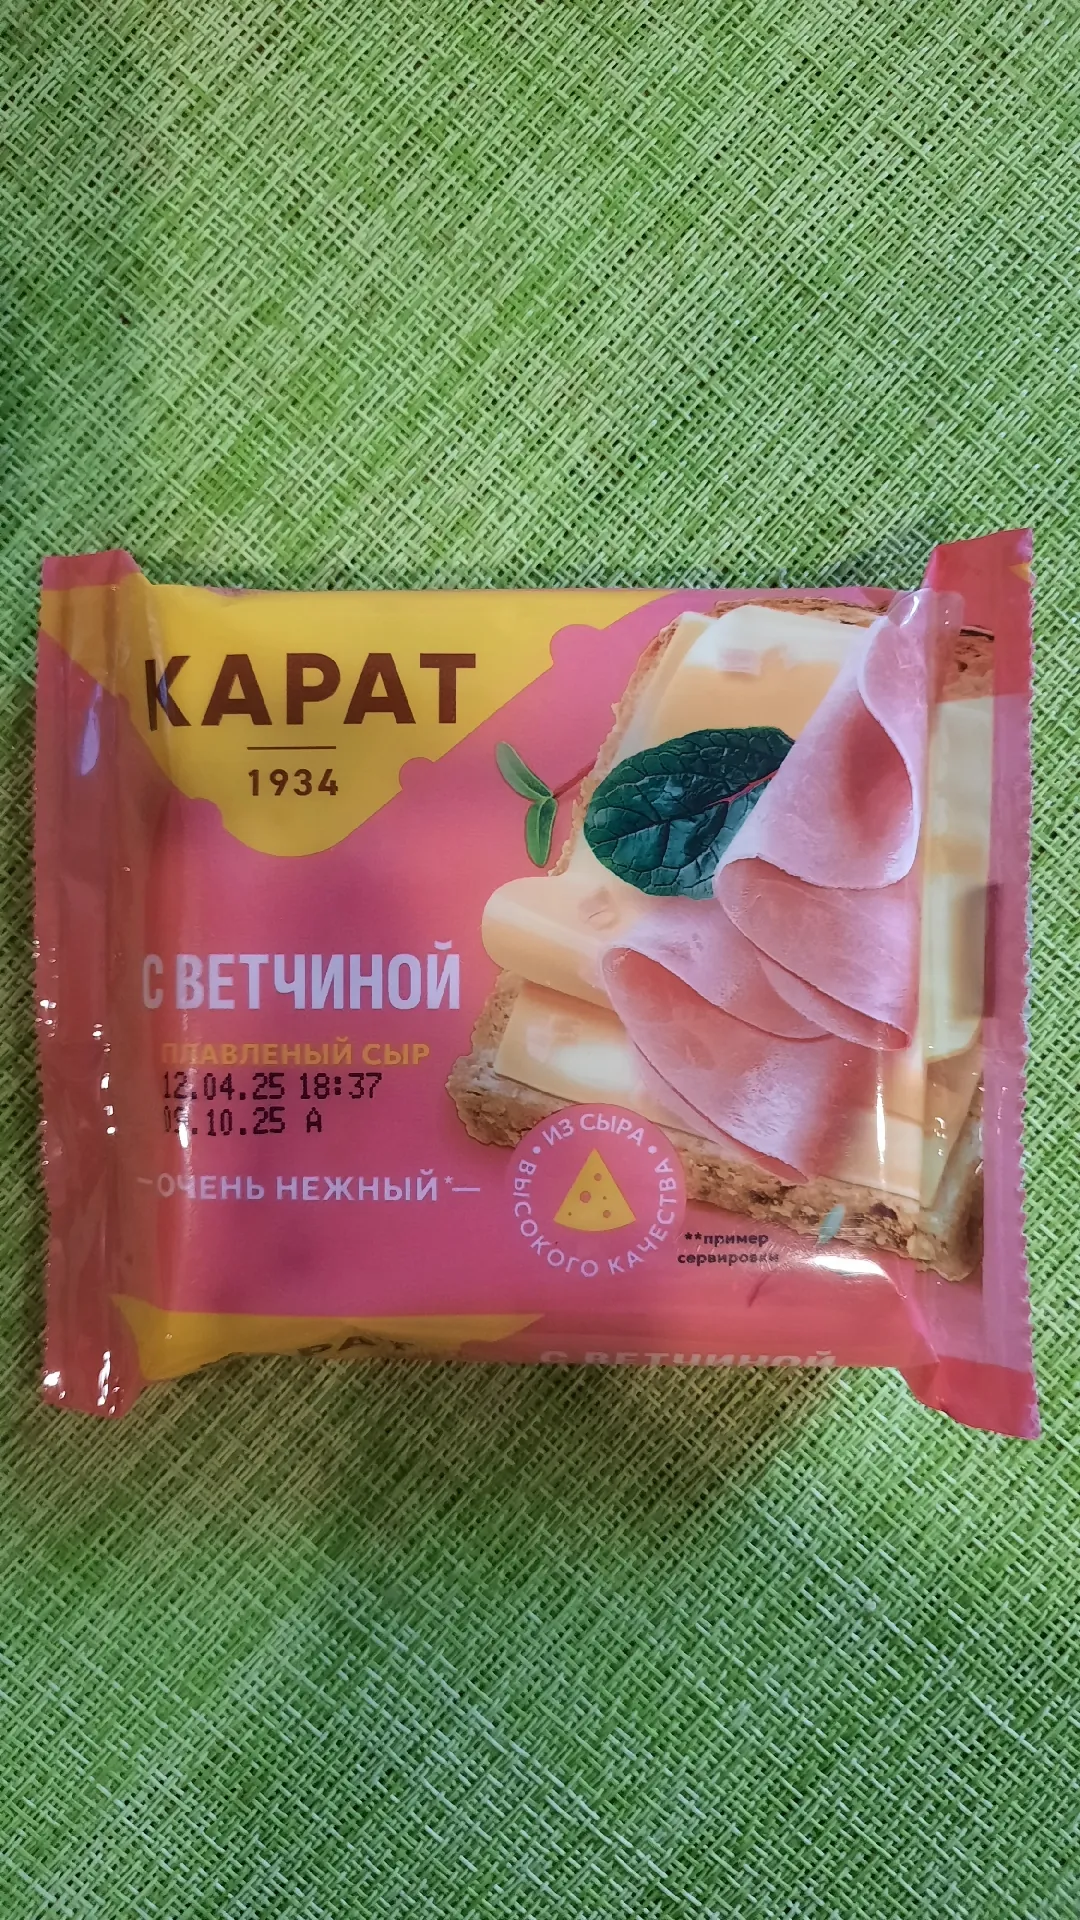 КАРАТ
1934
С ВЕТЧИНОЙ
ПЛАВЛЕНЫЙ СЫР
12.04.25 18:37
.10.25 А
–ОЧЕНЬ НЕЖНЫЙ*–
• ИЗ СЫРА • ВЫСОКОГО КАЧЕСТВА
**пример
сервировки
С ВЕТЧИНОЙ